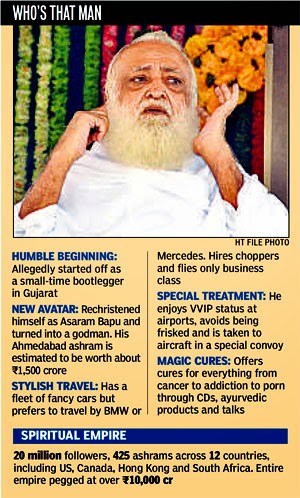 WHO'S THAT MAN
HT FILE PHOTO
HUMBLE BEGINNING:
Allegedly started off as
a small-time bootlegger
in Gujarat
NEW AVATAR: Rechristened
himself as Asaram Bapu and
turned into a godman. His
Ahmedabad ashram is
estimated to be worth about
₹1,500 crore
STYLISH TRAVEL: Has a
fleet of fancy cars but
prefers to travel by BMW or
Mercedes. Hires choppers
and flies only business
class
SPECIAL TREATMENT: He
enjoys VVIP status at
airports, avoids being
frisked and is taken to
aircraft in a special convoy
MAGIC CURES: Offers
cures for everything from
cancer to addiction to porn
through CDs, ayurvedic
products and talks
SPIRITUAL EMPIRE
20 million followers, 425 ashrams across 12 countries,
including US, Canada, Hong Kong and South Africa. Entire
empire pegged at over ₹10,000 cr